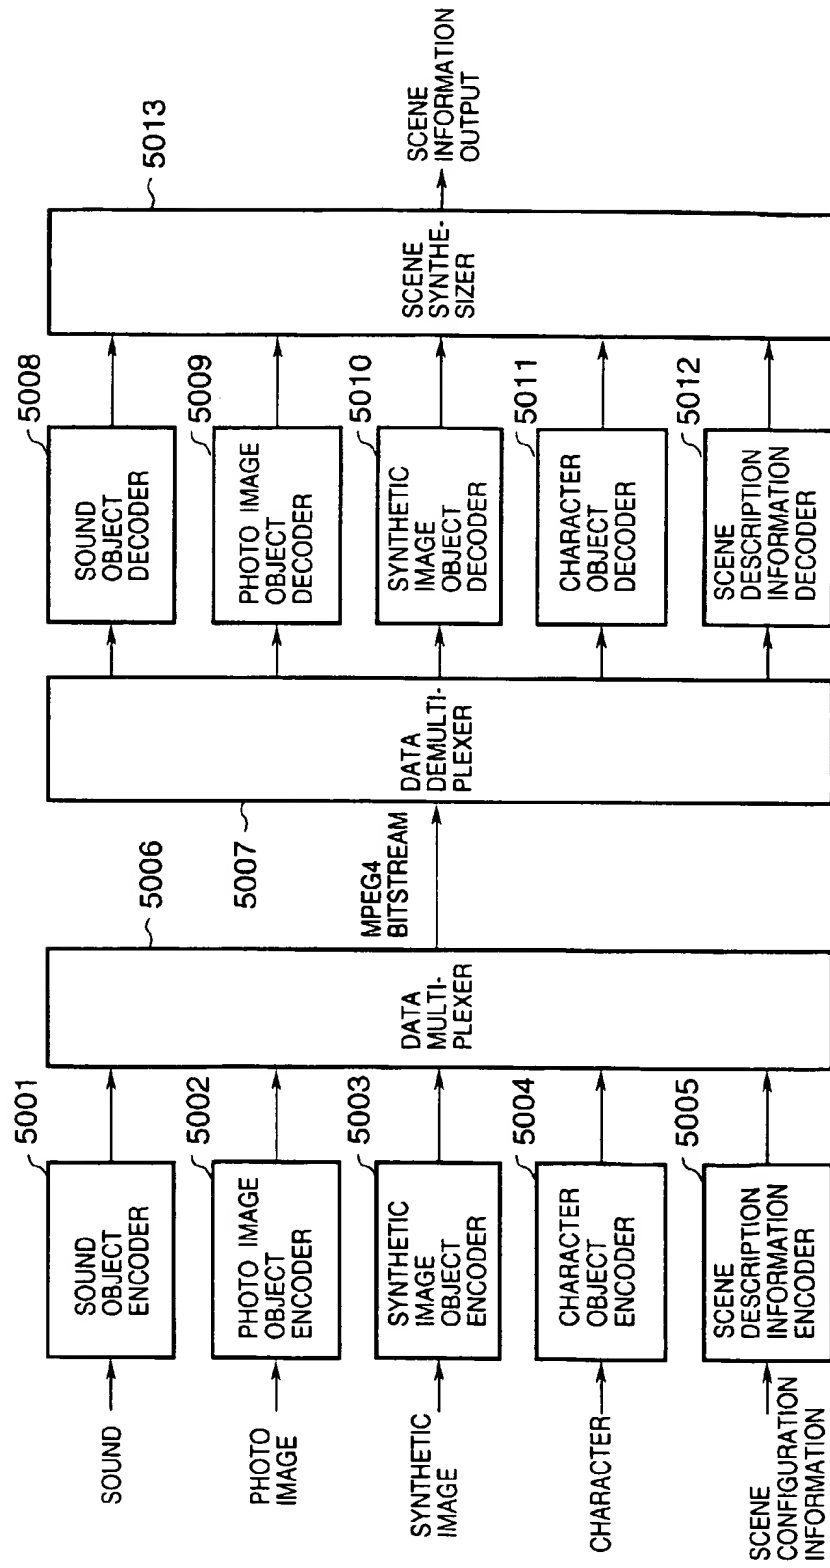 SOUND
PHOTO
IMAGE
SYNTHETIC
IMAGE
CHARACTER
SCENE
CONFIGURATION
INFORMATION
5001
SOUND
OBJECT
ENCODER
5002
PHOTO IMAGE
OBJECT
ENCODER
5003
SYNTHETIC
IMAGE
OBJECT
ENCODER
5004
CHARACTER
OBJECT
ENCODER
5005
SCENE
DESCRIPTION
INFORMATION
ENCODER
5006
DATA
MULTI-
PLEXER
MPEG4
BITSTREAM
5007
DATA
DEMULTI-
PLEXER
5008
SOUND
OBJECT
DECODER
5009
PHOTO IMAGE
OBJECT
DECODER
5010
SYNTHETIC
IMAGE
OBJECT
DECODER
5011
CHARACTER
OBJECT
DECODER
5012
SCENE
DESCRIPTION
INFORMATION
DECODER
5013
SCENE
SYNTHE-
SIZER
SCENE
INFORMATION
OUTPUT